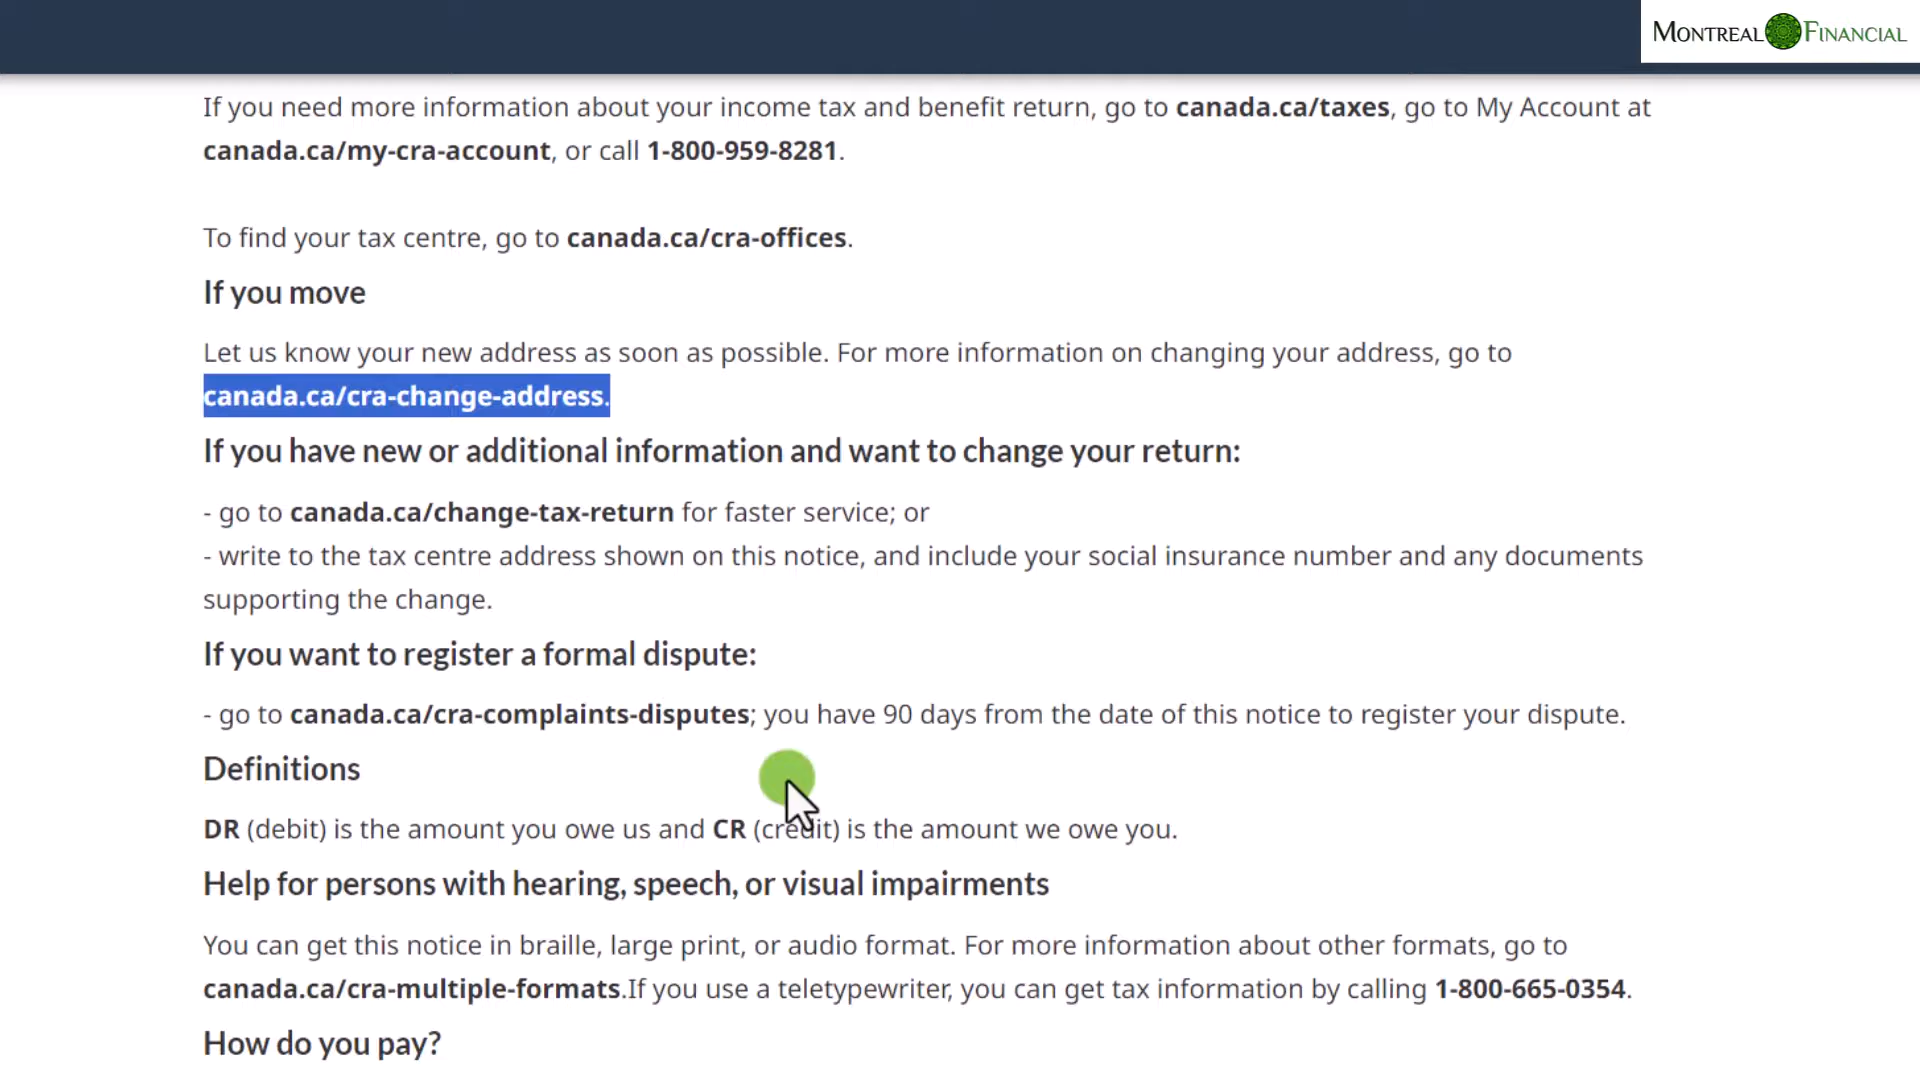 MONTREAL FINANCIAL
If you need more information about your income tax and benefit return, go to canada.ca/taxes, go to My Account at
canada.ca/my-cra-account, or call 1-800-959-8281.
To find your tax centre, go to canada.ca/cra-offices.
If you move
Let us know your new address as soon as possible. For more information on changing your address, go to
canada.ca/cra-change-address.
If you have new or additional information and want to change your return:
- go to canada.ca/change-tax-return for faster service; or
- write to the tax centre address shown on this notice, and include your social insurance number and any documents
supporting the change.
If you want to register a formal dispute:
- go to canada.ca/cra-complaints-disputes; you have 90 days from the date of this notice to register your dispute.
Definitions
DR (debit) is the amount you owe us and CR (credit) is the amount we owe you.
Help for persons with hearing, speech, or visual impairments
You can get this notice in braille, large print, or audio format. For more information about other formats, go to
canada.ca/cra-multiple-formats.If you use a teletypewriter, you can get tax information by calling 1-800-665-0354.
How do you pay?